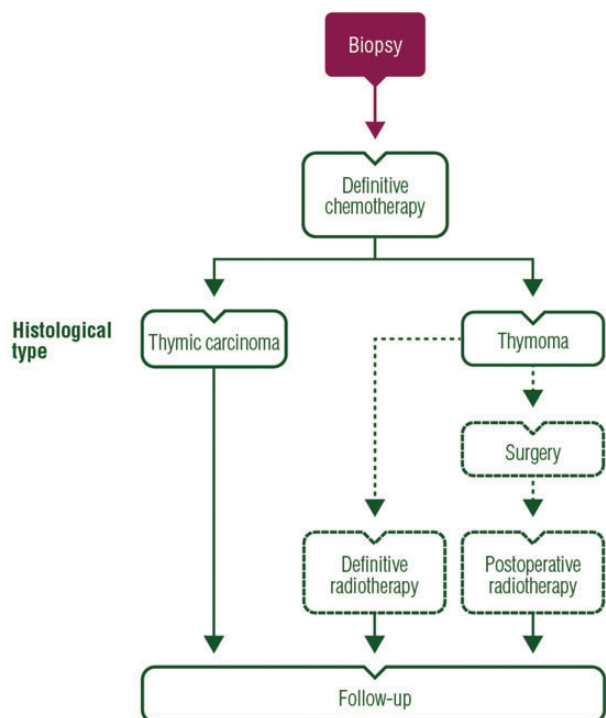 Biopsy
Definitive
chemotherapy
Histological
type
Thymic carcinoma
Thymoma
Surgery
Definitive
radiotherapy
Postoperative
radiotherapy
Follow-up